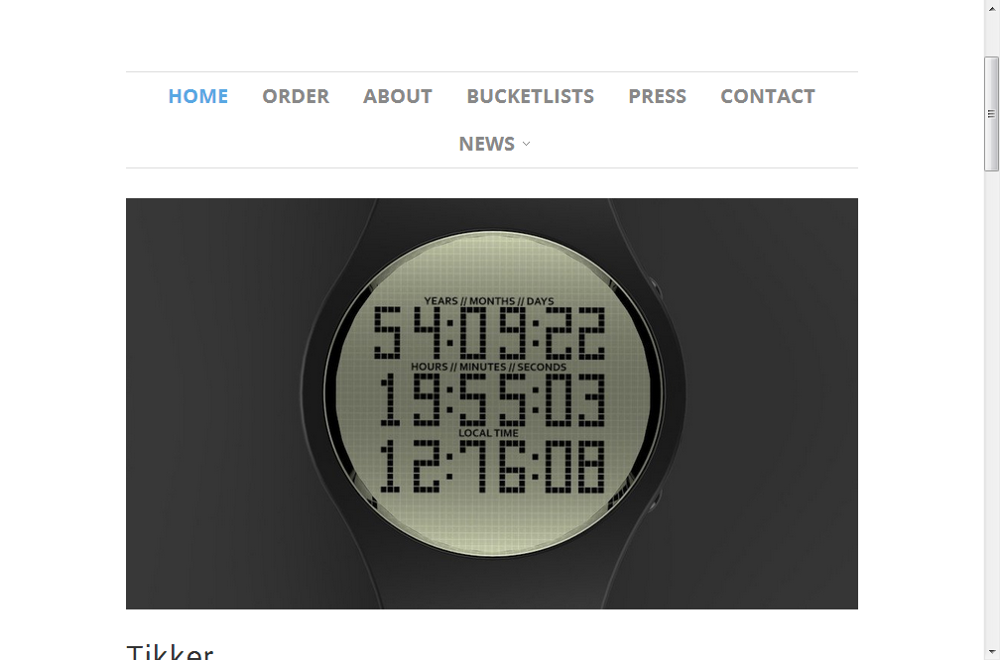 HOME ORDER ABOUT BUCKETLISTS PRESS CONTACT
NEWS
YEARS // MONTHS // DAYS
54:09:22
HOURS // MINUTES // SECONDS
19:55:03
LOCAL TIME
12:76:08
Tikker